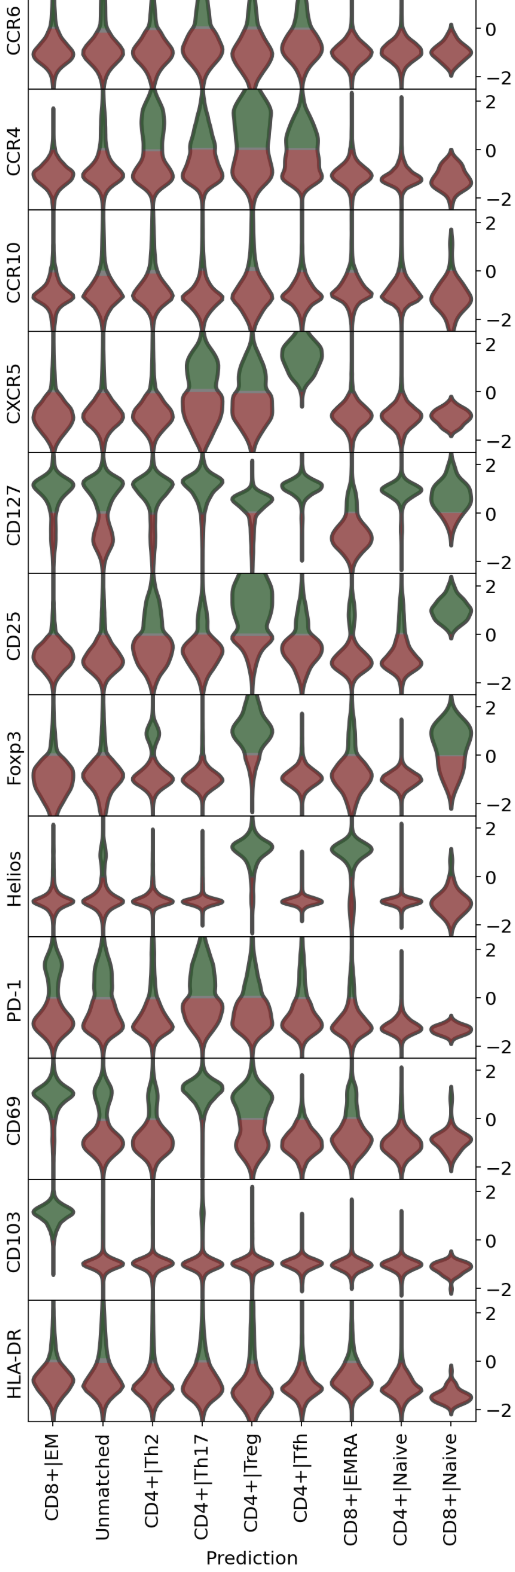 CCR6
0
−2
CCR4
2
0
−2
CCR10
2
0
−2
CXCR5
2
0
−2
CD127
2
0
−2
CD25
2
0
−2
Foxp3
2
0
−2
Helios
2
0
−2
PD-1
2
0
−2
CD69
2
0
−2
CD103
2
0
−2
HLA-DR
2
0
−2
CD8+|EM
Unmatched
CD4+|Th2
CD4+|Th17
CD4+|Treg
CD4+|Tfh
CD8+|EMRA
CD4+|Naive
CD8+|Naive
Prediction